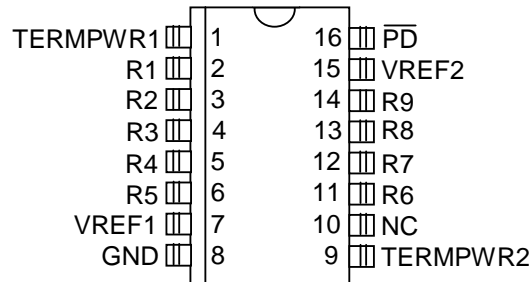 TERMPWR1 1 16 PD
R1 2 15 VREF2
R2 3 14 R9
R3 4 13 R8
R4 5 12 R7
R5 6 11 R6
VREF1 7 10 NC
GND 8 9 TERMPWR2